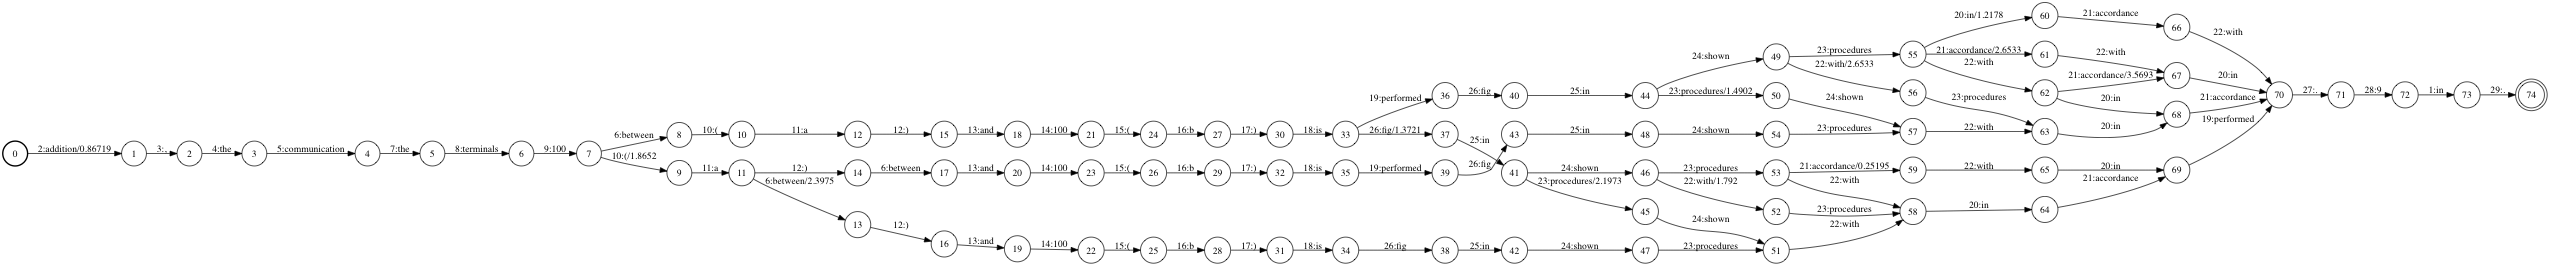 0 2:addition/0.86719 1 3:, 2 4:the 3 5:communication 4 7:the 5 8:terminals 6 9:100 7
6:between 8 10:( 10 11:a 12 12:) 15 13:and 18 14:100 21 15:( 24 16:b 27 17:) 30 18:is 33
10:(/1.8652 9 11:a 11 12:) 14 6:between 17 13:and 20 14:100 23 15:( 26 16:b 29 17:) 32 18:is 35 19:performed 39 26:fig 43 25:in 48 24:shown 54 23:procedures 57 22:with 63 20:in 68 21:accordance 70
6:between/2.3975 13 12:) 16 13:and 19 14:100 22 15:( 25 16:b 28 17:) 31 18:is 34 26:fig 38 25:in 42 24:shown 47 23:procedures 51 22:with 58 20:in 64 21:accordance 69 19:performed
19:performed 36 26:fig 40 25:in 44 24:shown 49 23:procedures 55 20:in/1.2178 60 21:accordance 66 22:with
21:accordance/2.6533 61 22:with 67 20:in
22:with 62 21:accordance/3.5693
20:in
22:with/2.6533 56 23:procedures
23:procedures/1.4902 50 24:shown
26:fig/1.3721 37 25:in 41 24:shown 46 23:procedures 53 21:accordance/0.25195 59 22:with 65 20:in
22:with
22:with/1.792 52 23:procedures
23:procedures/2.1973 45 24:shown
27:. 71 28:9 72 1:in 73 29:. 74